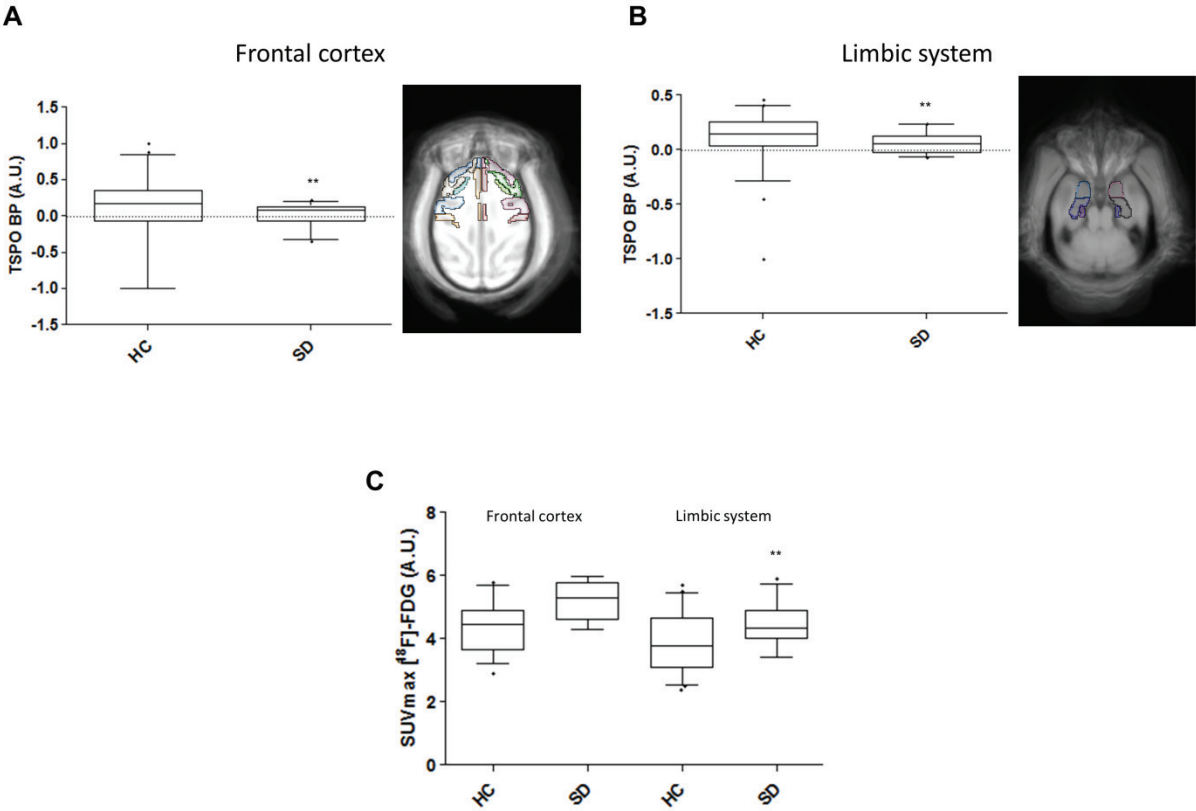 A
Frontal cortex
TSPO BP (A.U.)
1.5
1.0
0.5
0.0
-0.5
-1.0
-1.5
**
HC
SD
B
Limbic system
TSPO BP (A.U.)
0.5
0.0
-0.5
-1.0
-1.5
**
HC
SD
C
SUVmax [18F]-FDG (A.U.)
8
6
4
2
0
Frontal cortex
Limbic system
**
HC
SD
HC
SD